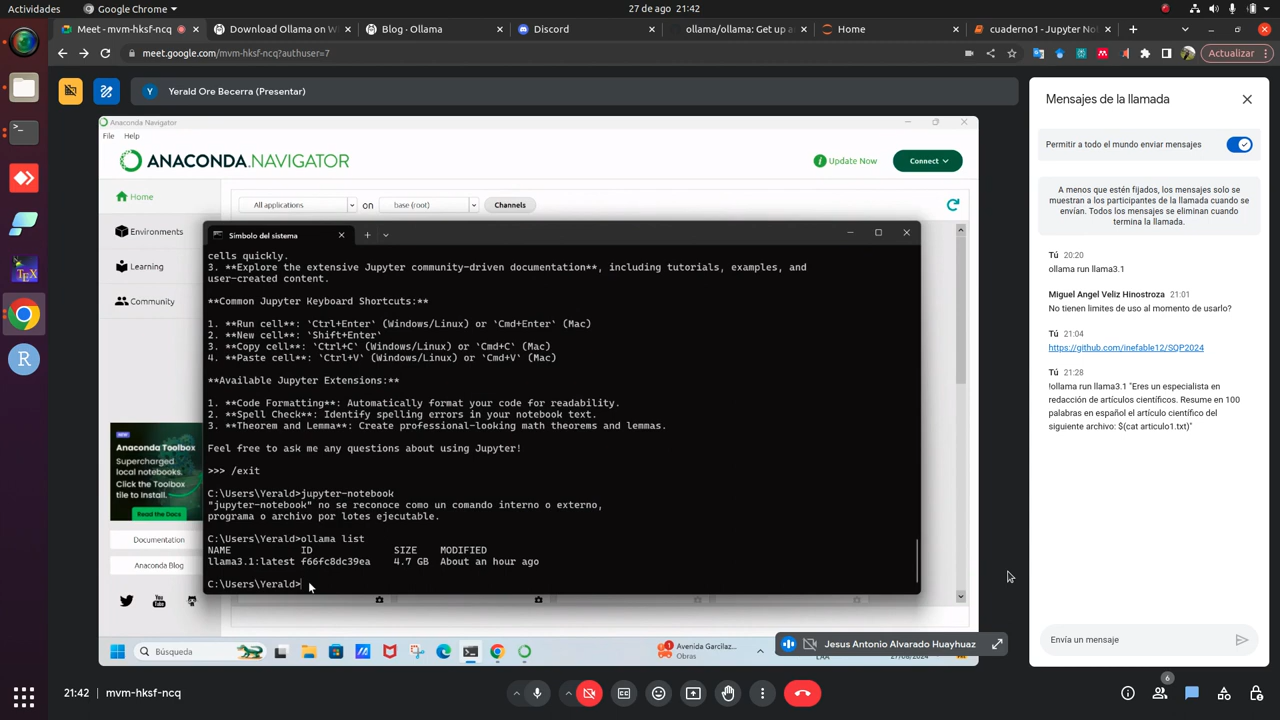 Actividades
Google Chrome
27 de ago 21:42
Meet - mvm-hksf-ncq
Download Ollama on W
Blog · Ollama
Discord
ollama/ollama: Get up a
Home
cuaderno1 - Jupyter No
meet.google.com/mvm-hksf-ncq?authuser=7
Actualizar
Y
Yerald Ore Becerra (Presentar)
Anaconda Navigator
File Help
ANACONDA.NAVIGATOR
Update Now
Connect
Home
Environments
Learning
Community
All applications
on
base (root)
Channels
Símbolo del sistema
cells quickly.
3. **Explore the extensive Jupyter community-driven documentation**, including tutorials, examples, and
user-created content.
**Common Jupyter Keyboard Shortcuts:**
1. **Run cell**: `Ctrl+Enter` (Windows/Linux) or `Cmd+Enter` (Mac)
2. **New cell**: `Shift+Enter`
3. **Copy cell**: `Ctrl+C` (Windows/Linux) or `Cmd+C` (Mac)
4. **Paste cell**: `Ctrl+V` (Windows/Linux) or `Cmd+V` (Mac)
**Available Jupyter Extensions:**
1. **Code Formatting**: Automatically format your code for readability.
2. **Spell Check**: Identify spelling errors in your notebook text.
3. **Theorem and Lemma**: Create professional-looking math theorems and lemmas.
Feel free to ask me any questions about using Jupyter!
>>> /exit
C:\Users\Yerald>jupyter-notebook
"jupyter-notebook" no se reconoce como un comando interno o externo,
programa o archivo por lotes ejecutable.
C:\Users\Yerald>ollama list
NAME ID SIZE MODIFIED
llama3.1:latest f66fc8dc39ea 4.7 GB About an hour ago
C:\Users\Yerald>
Anaconda Toolbox
Supercharged
local notebooks.
Click the
Toolbox tile to
Install.
Read the Docs
Documentation
Anaconda Blog
Búsqueda
Avenida Garcilaz...
Obras
Jesus Antonio Alvarado Huayhuaz
Mensajes de la llamada
Permitir a todo el mundo enviar mensajes
A menos que estén fijados, los mensajes solo se
muestran a los participantes de la llamada cuando se
envían. Todos los mensajes se eliminan cuando
termina la llamada.
Tú 20:20
ollama run llama3.1
Miguel Angel Veliz Hinostroza 21:01
No tienen limites de uso al momento de usarlo?
Tú 21:04
https://github.com/inefable12/SQP2024
Tú 21:28
!ollama run llama3.1 "Eres un especialista en
redacción de artículos científicos. Resume en 100
palabras en español el artículo científico del
siguiente archivo: $(cat articulo1.txt)"
Envía un mensaje
21:42 | mvm-hksf-ncq
6